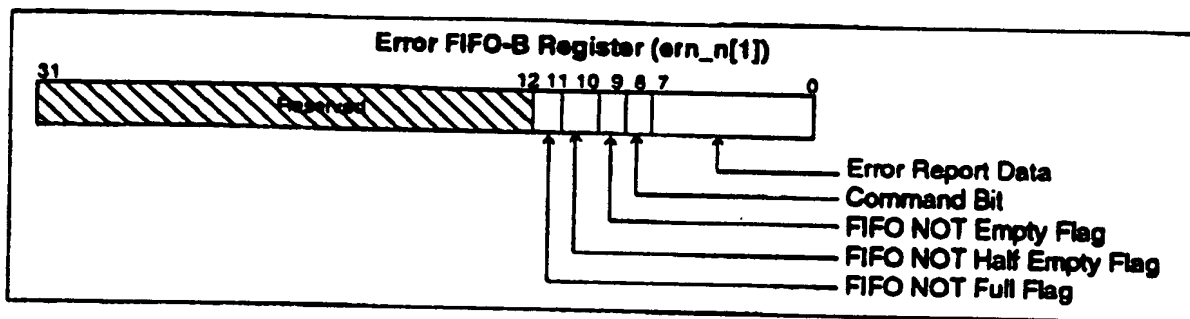 Error FIFO-B Register (ern_n[1])
31 12 11 10 9 8 7 0
Reserved
Error Report Data
Command Bit
FIFO NOT Empty Flag
FIFO NOT Half Empty Flag
FIFO NOT Full Flag